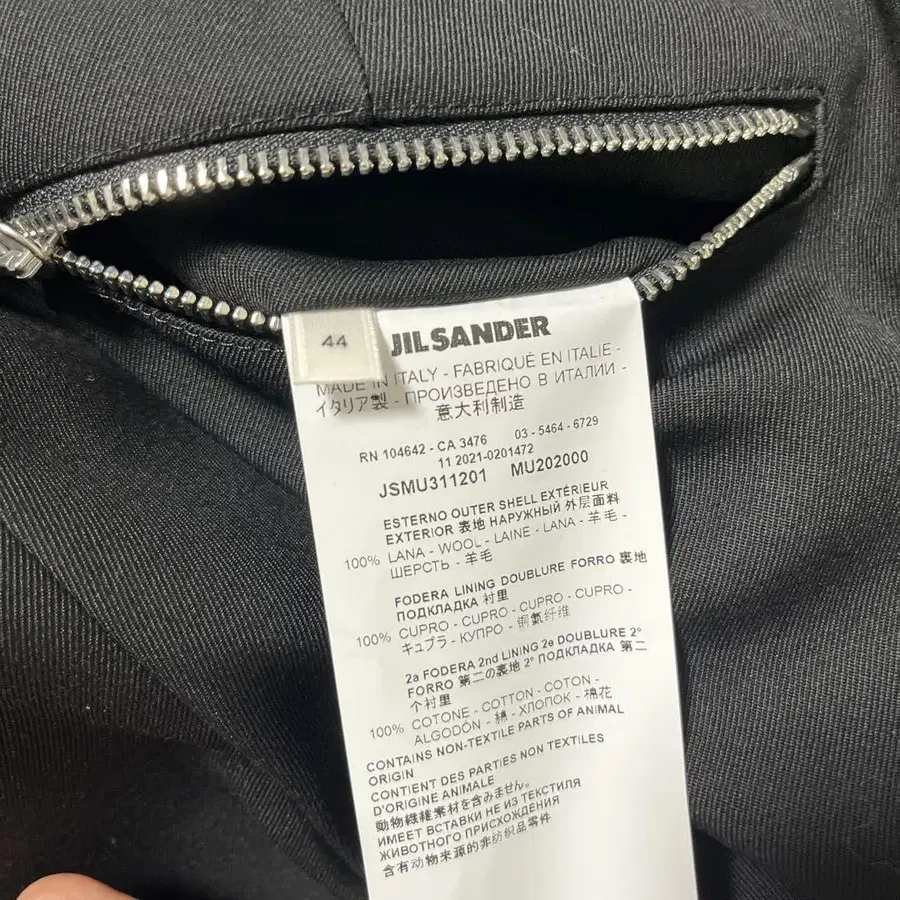 44
JIL SANDER
MADE IN ITALY - FABRIQUÉ EN ITALIE -
イタリア製 - ПРОИЗВЕДЕНО В ИТАЛИИ -
意大利制造
RN 104642 - CA 3476 03 - 5464 - 6729
11 2021-0201472
JSMU311201 MU202000
ESTERNO OUTER SHELL EXTÉRIEUR
EXTERIOR 表地 НАРУЖНЫЙ 外层面料
100% LANA - WOOL - LAINE - LANA - 羊毛 -
ШЕРСТЬ - 羊毛
FODERA LINING DOUBLURE FORRO 裏地
ПОДКЛАДКА 衬里
100% CUPRO - CUPRO - CUPRO - CUPRO -
キュプラ - КУПРО - 铜氨纤维
2a FODERA 2nd LINING 2e DOUBLURE 2°
FORRO 第二の裏地 2° ПОДКЛАДКА 第二
个衬里
100% COTONE - COTTON - COTON -
ALGODÓN - 綿 - ХЛОПОК - 棉花
CONTAINS NON-TEXTILE PARTS OF ANIMAL
ORIGIN
CONTIENT DES PARTIES NON TEXTILES
D'ORIGINE ANIMALE
動物繊維素材を含みません。
ИМЕЕТ ВСТАВКИ НЕ ИЗ ТЕКСТИЛЯ
ЖИВОТНОГО ПРОИСХОЖДЕНИЯ
含有动物来源的非纺织品零件